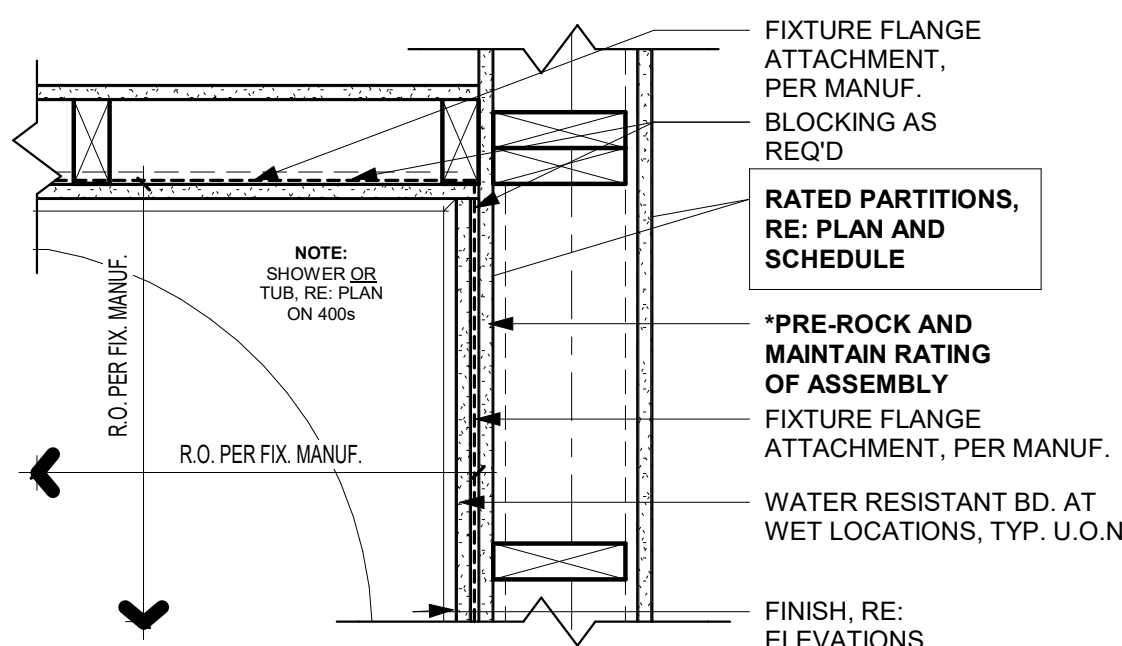 FIXTURE FLANGE
ATTACHMENT,
PER MANUF.
BLOCKING AS
REQ'D
RATED PARTITIONS,
RE: PLAN AND
SCHEDULE
*PRE-ROCK AND
MAINTAIN RATING
OF ASSEMBLY
FIXTURE FLANGE
ATTACHMENT, PER MANUF.
WATER RESISTANT BD. AT
WET LOCATIONS, TYP. U.O.N
FINISH, RE:
ELEVATIONS
NOTE:
SHOWER OR
TUB, RE: PLAN
ON 400s
R.O. PER FIX. MANUF.
R.O. PER FIX. MANUF.